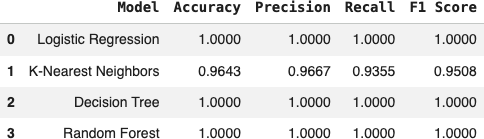 Model Accuracy Precision Recall F1 Score
0 Logistic Regression 1.0000 1.0000 1.0000 1.0000
1 K-Nearest Neighbors 0.9643 0.9667 0.9355 0.9508
2 Decision Tree 1.0000 1.0000 1.0000 1.0000
3 Random Forest 1.0000 1.0000 1.0000 1.0000